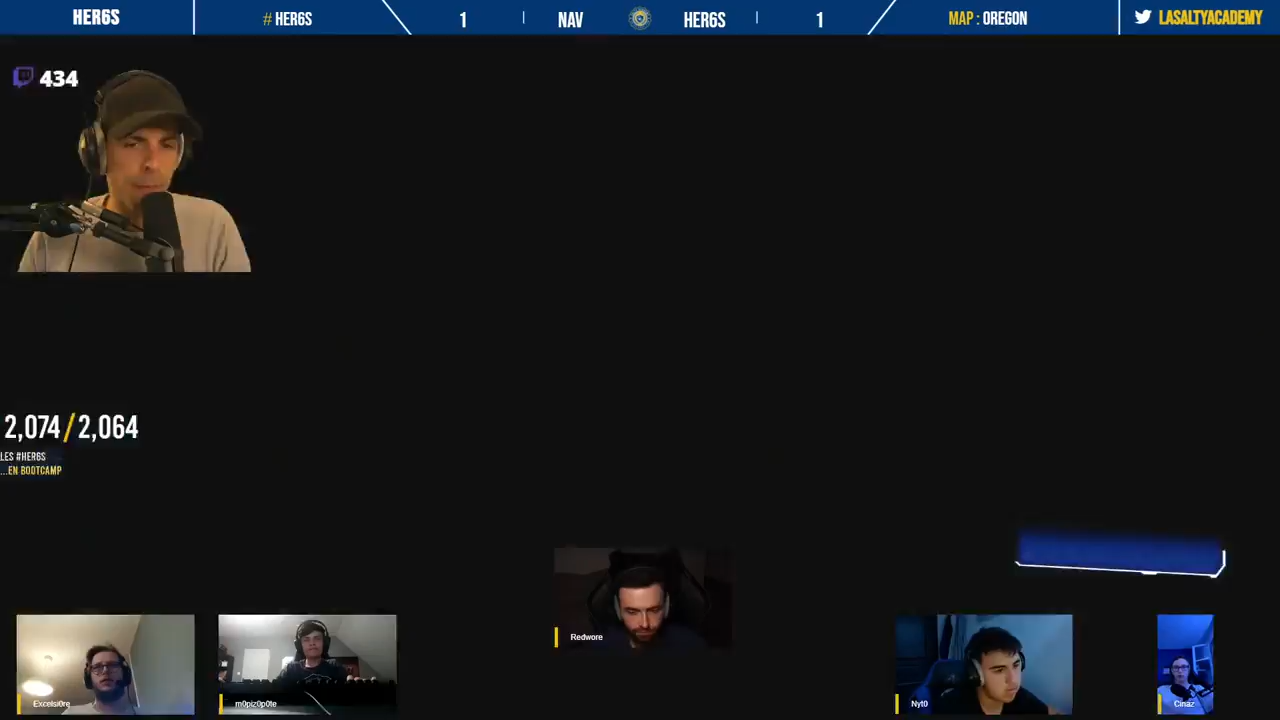 HER6S
#HER6S
1
NAV
HER6S
1
MAP : OREGON
LASALTYACADEMY
434
2,074/2,064
LES #HER6S
...EN BOOTCAMP
Redwore
Excelsi0re
m0piz0p0te
Nyt0
Cinaz